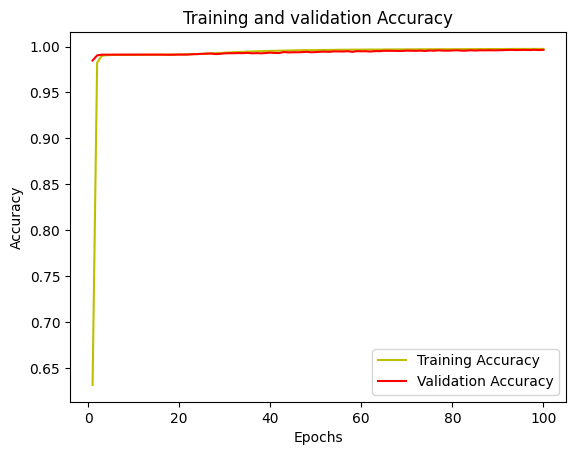 Training and validation Accuracy
Accuracy
1.00
0.95
0.90
0.85
0.80
0.75
0.70
0.65
0
20
40
60
80
100
Epochs
Training Accuracy
Validation Accuracy